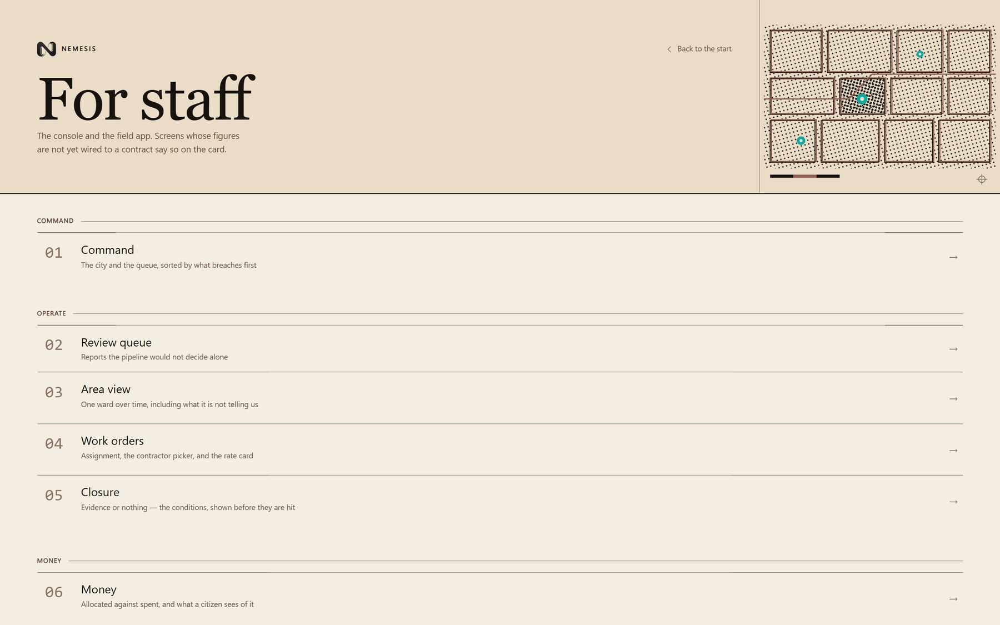 NEMESIS
Back to the start
For staff
The console and the field app. Screens whose figures
are not yet wired to a contract say so on the card.
COMMAND
01
Command
The city and the queue, sorted by what breaches first
OPERATE
02
Review queue
Reports the pipeline would not decide alone
03
Area view
One ward over time, including what it is not telling us
04
Work orders
Assignment, the contractor picker, and the rate card
05
Closure
Evidence or nothing — the conditions, shown before they are hit
MONEY
06
Money
Allocated against spent, and what a citizen sees of it